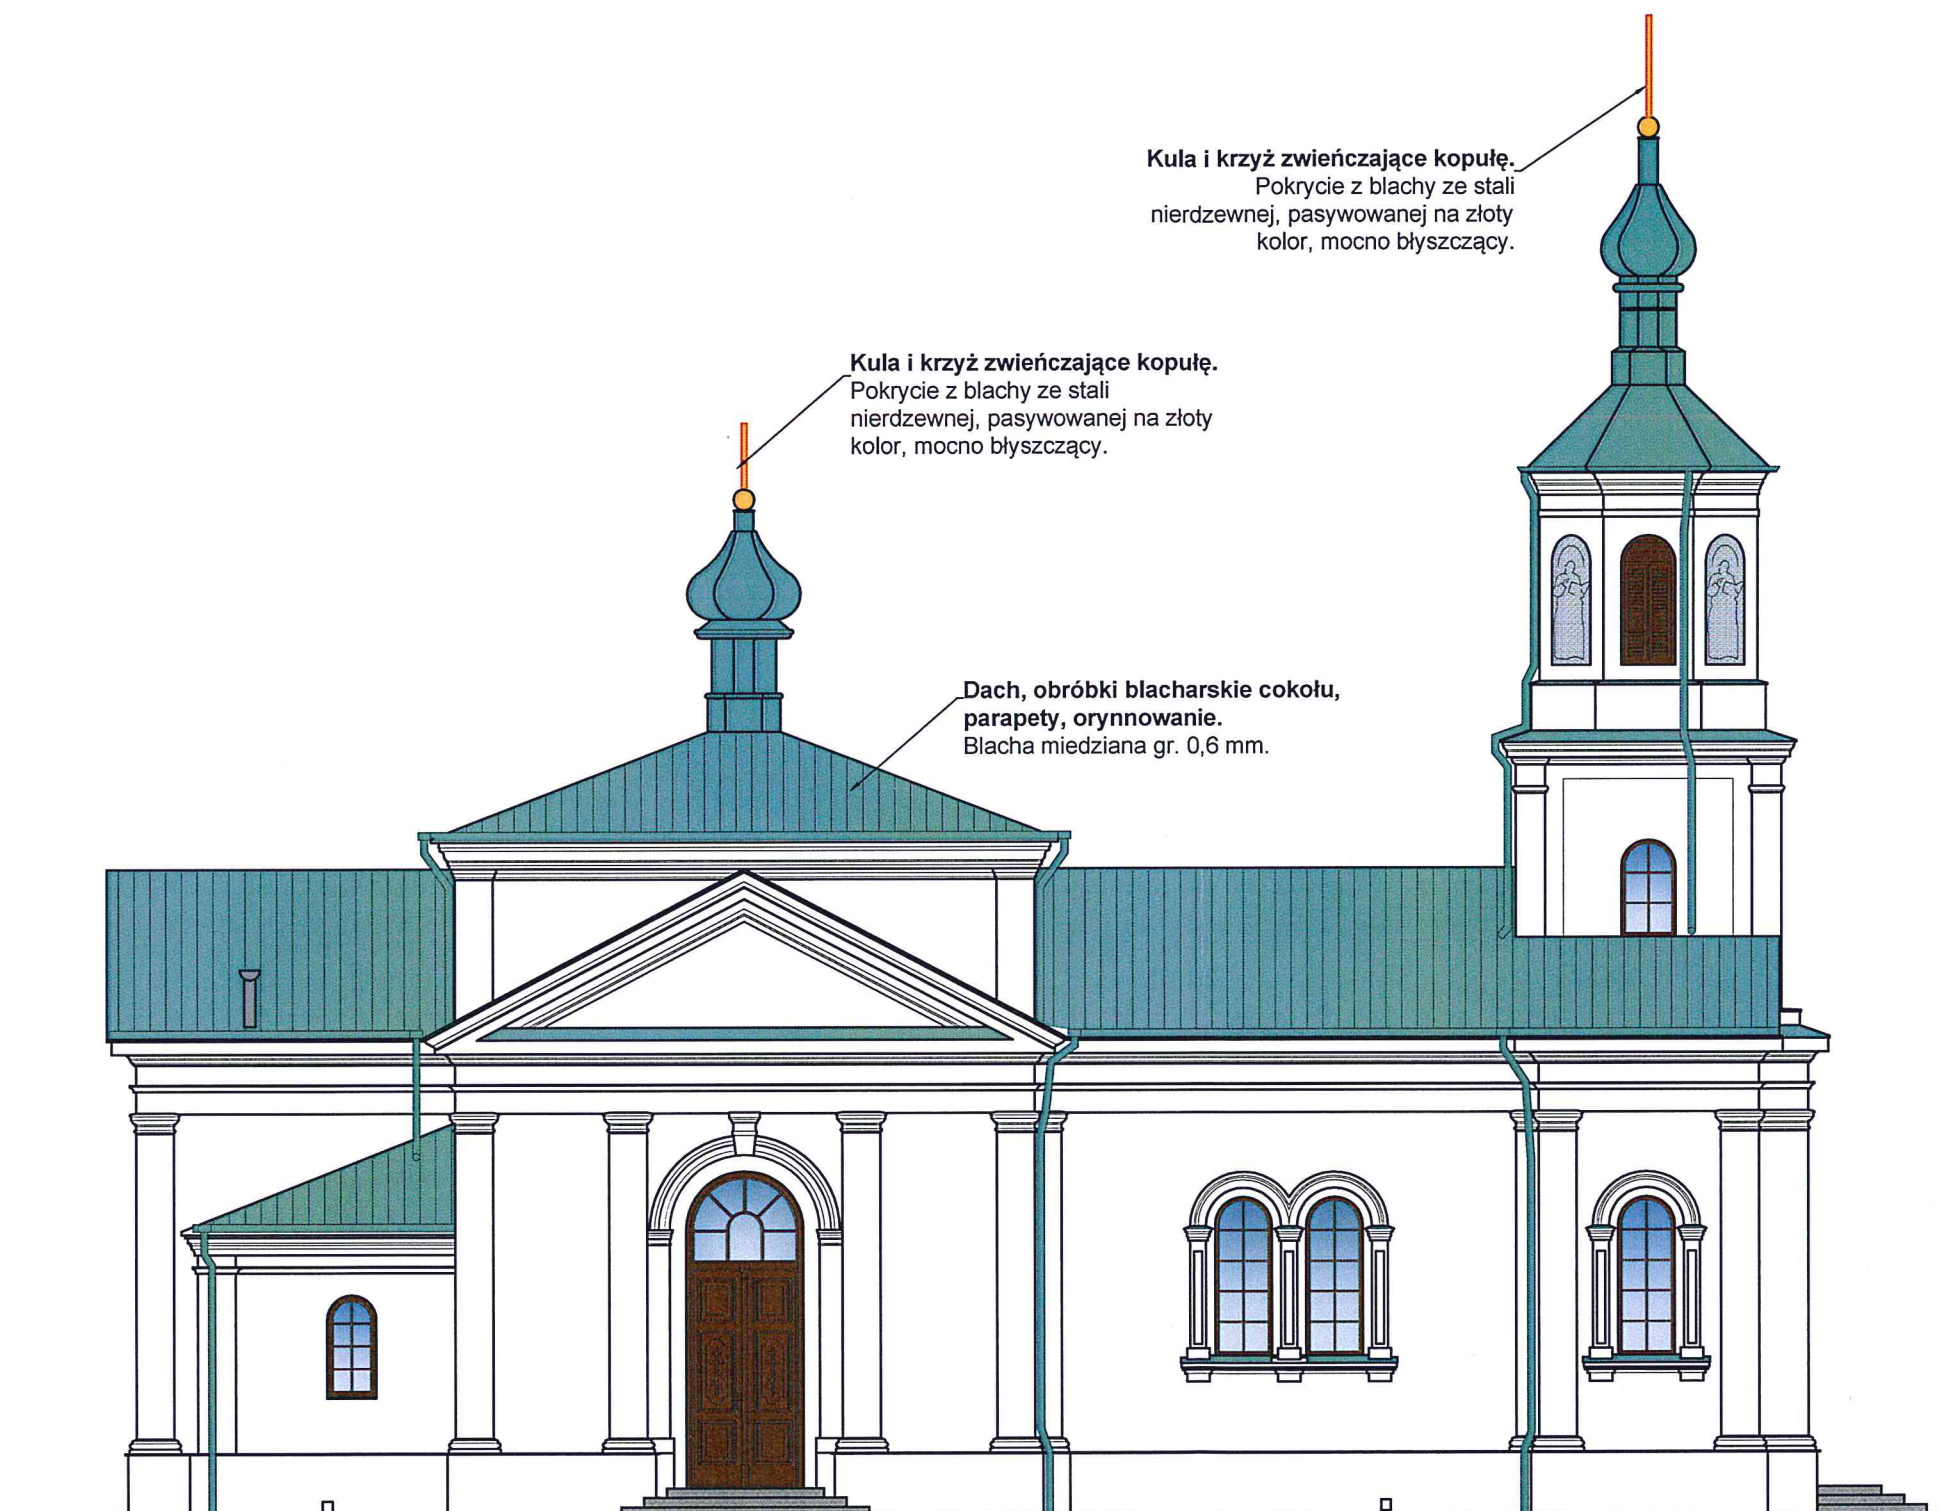 Kula i krzyż zwieńczające kopułę.
Pokrycie z blachy ze stali
nierdzewnej, pasywowanej na złoty
kolor, mocno błyszczący.
Kula i krzyż zwieńczające kopułę.
Pokrycie z blachy ze stali
nierdzewnej, pasywowanej na złoty
kolor, mocno błyszczący.
Dach, obróbki blacharskie cokołu,
parapety, orynnowanie.
Blacha miedziana gr. 0,6 mm.